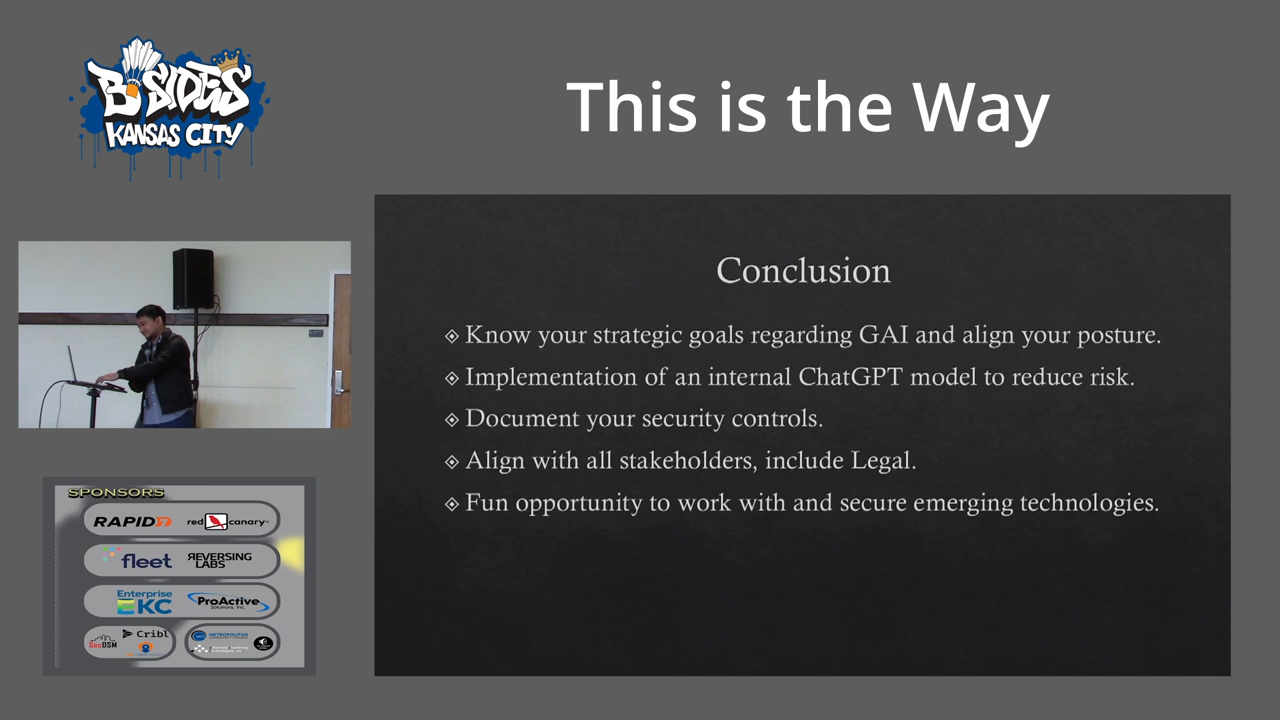 B SIDES
KANSAS CITY
This is the Way
Conclusion
Know your strategic goals regarding GAI and align your posture.
Implementation of an internal ChatGPT model to reduce risk.
Document your security controls.
Align with all stakeholders, include Legal.
Fun opportunity to work with and secure emerging technologies.
SPONSORS
RAPID7
red canary
fleet
REVERSING
LABS
Enterprise
KC
ProActive
Solutions, Inc.
Cribl
SecDSM
METROPOLITAN